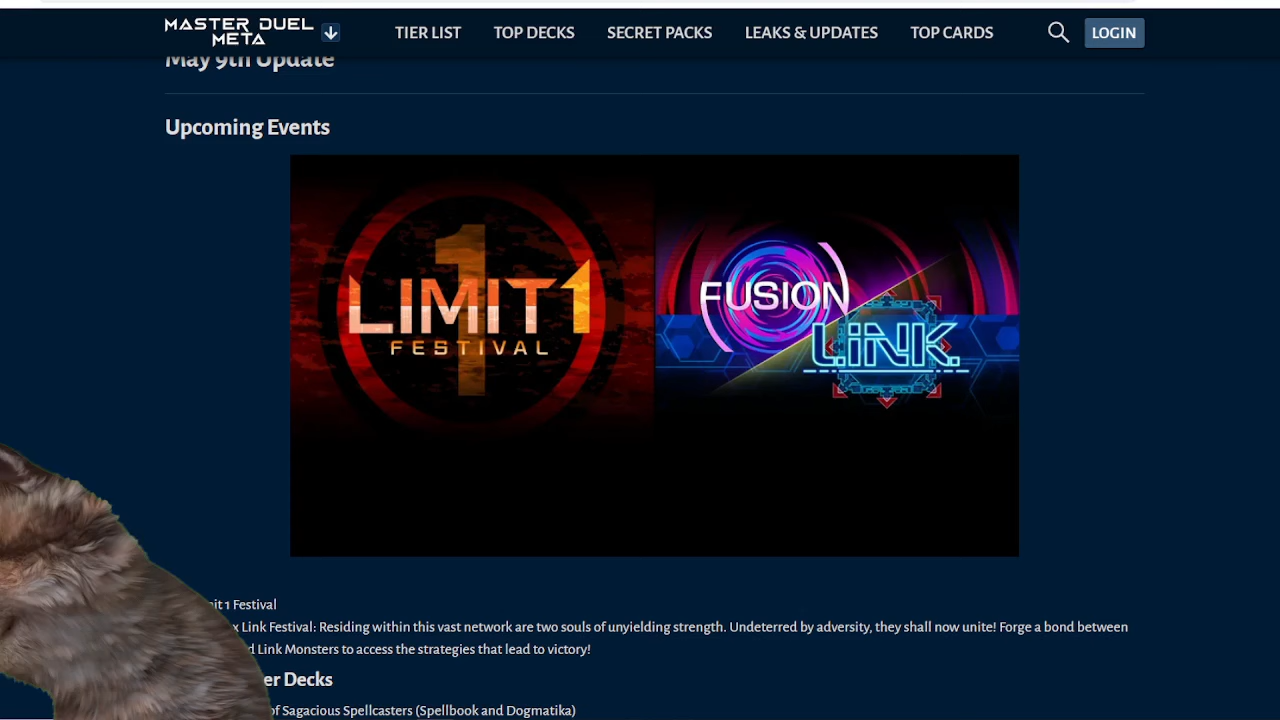 MASTER DUEL
META
TIER LIST
TOP DECKS
SECRET PACKS
LEAKS & UPDATES
TOP CARDS
LOGIN
May 9th Update
Upcoming Events
1
LIMIT 1
FESTIVAL
FUSION
LINK
1 Festival
Link Festival: Residing within this vast network are two souls of unyielding strength. Undeterred by adversity, they shall now unite! Forge a bond between
Link Monsters to access the strategies that lead to victory!
Decks
of Sagacious Spellcasters (Spellbook and Dogmatika)